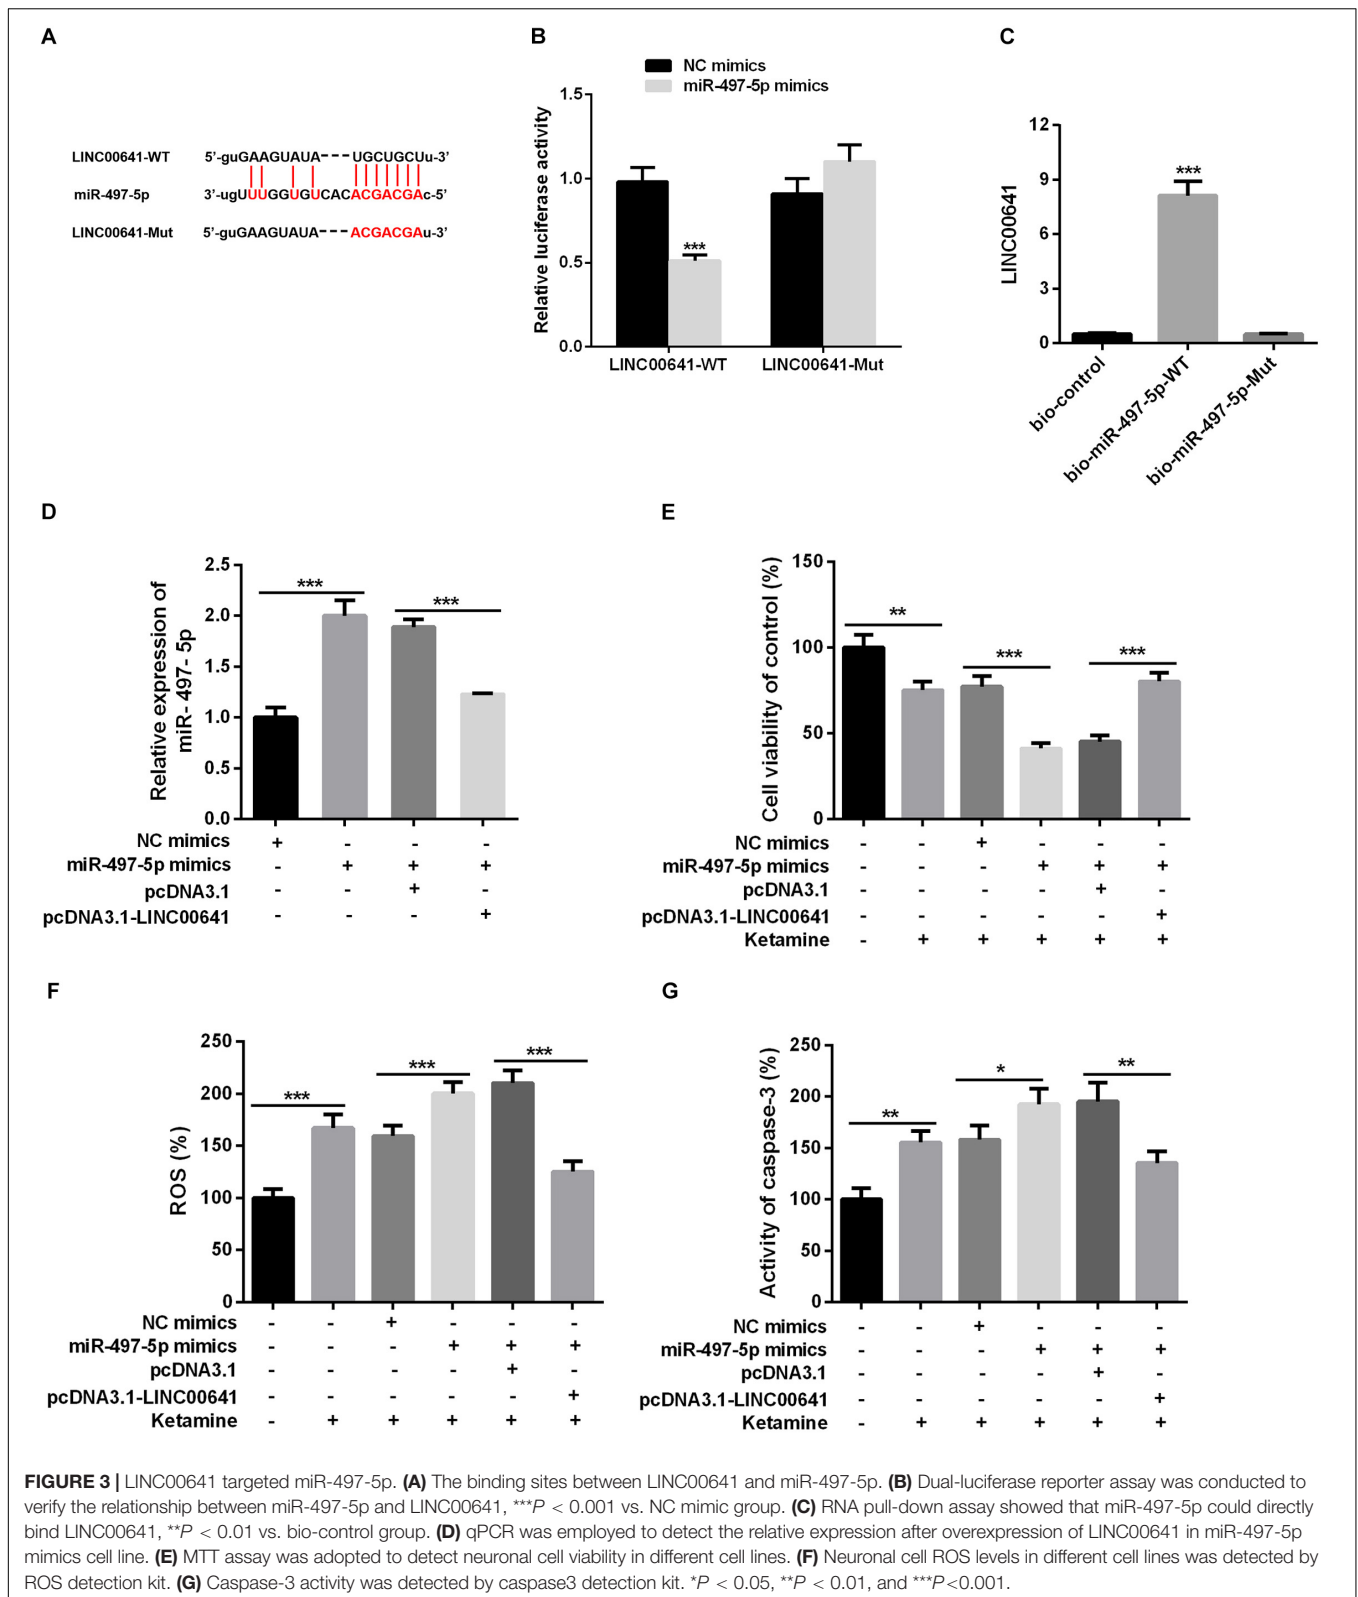 A
LINC00641-WT 5'-guGAAGUAUA---UGCUGCUu-3'
miR-497-5p 3'-ugUUUGGUGUCACACGACGAc-5'
LINC00641-Mut 5'-guGAAGUAUA---ACGACGAu-3'
B
NC mimics
miR-497-5p mimics
Relative luciferase activity
1.5
1.0
0.5
0.0
***
LINC00641-WT LINC00641-Mut
C
LINC00641
12
9
6
3
0
***
bio-control
bio-miR-497-5p-WT
bio-miR-497-5p-Mut
D
Relative expression of
miR- 497- 5p
2.5
2.0
1.5
1.0
0.5
0.0
*** ***
NC mimics + - - -
miR-497-5p mimics - + + +
pcDNA3.1 - - + -
pcDNA3.1-LINC00641 - - - +
E
Cell viability of control (%)
150
100
50
0
** *** ***
NC mimics - - + - - -
miR-497-5p mimics - - - + + +
pcDNA3.1 - - - - + -
pcDNA3.1-LINC00641 - - - - - +
Ketamine - + + + + +
F
ROS (%)
250
200
150
100
50
0
*** *** ***
NC mimics - - + - - -
miR-497-5p mimics - - - + + +
pcDNA3.1 - - - - + -
pcDNA3.1-LINC00641 - - - - - +
Ketamine - + + + + +
G
Activity of caspase-3 (%)
250
200
150
100
50
0
** * **
NC mimics - - + - - -
miR-497-5p mimics - - - + + +
pcDNA3.1 - - - - + -
pcDNA3.1-LINC00641 - - - - - +
Ketamine - + + + + +
FIGURE 3 | LINC00641 targeted miR-497-5p. (A) The binding sites between LINC00641 and miR-497-5p. (B) Dual-luciferase reporter assay was conducted to
verify the relationship between miR-497-5p and LINC00641, ***P < 0.001 vs. NC mimic group. (C) RNA pull-down assay showed that miR-497-5p could directly
bind LINC00641, **P < 0.01 vs. bio-control group. (D) qPCR was employed to detect the relative expression after overexpression of LINC00641 in miR-497-5p
mimics cell line. (E) MTT assay was adopted to detect neuronal cell viability in different cell lines. (F) Neuronal cell ROS levels in different cell lines was detected by
ROS detection kit. (G) Caspase-3 activity was detected by caspase3 detection kit. *P < 0.05, **P < 0.01, and ***P<0.001.